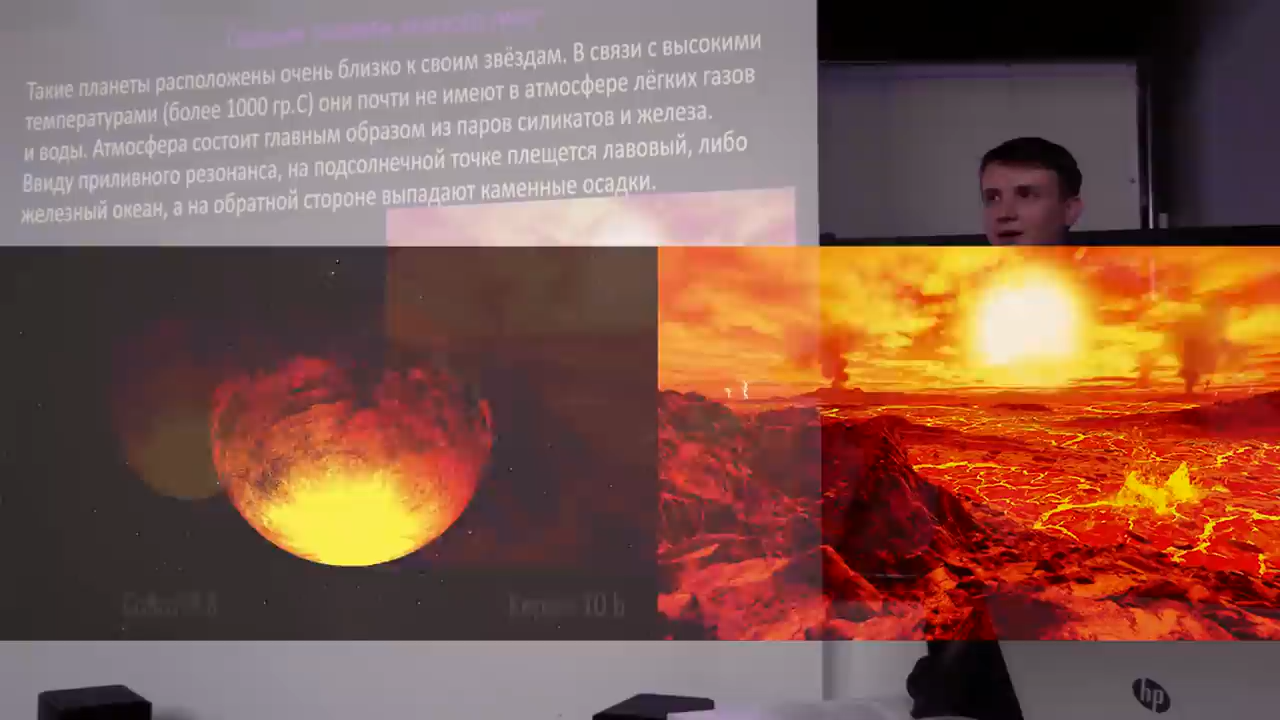 Такие планеты расположены очень близко к своим звёздам. В связи с высокими
температурами (более 1000 гр.С) они почти не имеют в атмосфере лёгких газов
и воды. Атмосфера состоит главным образом из паров силикатов и железа.
Ввиду приливного резонанса, на подсолнечной точке плещется лавовый, либо
железный океан, а на обратной стороне выпадают каменные осадки.
10 b
hp